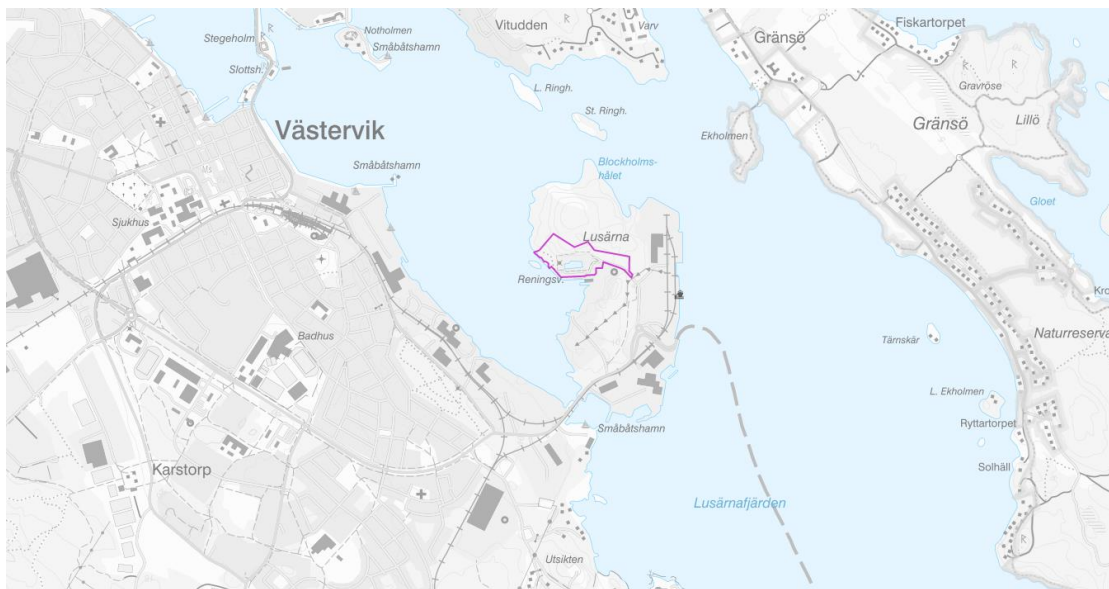 Vitudden
Varv
Fiskartorpet
Notholmen
Stegeholm
Småbåtshamn
Gränsö
Slottsh.
L. Ringh.
Gravröse
St. Ringh.
Gränsö
Lillö
Västervik
Ekholmen
Småbåtshamn
Blockholms-
hålet
Gloet
Sjukhus
Lusärna
Reningsv.
Kro
Naturreserva
Badhus
Tärnskär
L. Ekholmen
Ryttartorpet
Småbåtshamn
Karstorp
Solhäll
Lusärnafjärden
Utsikten